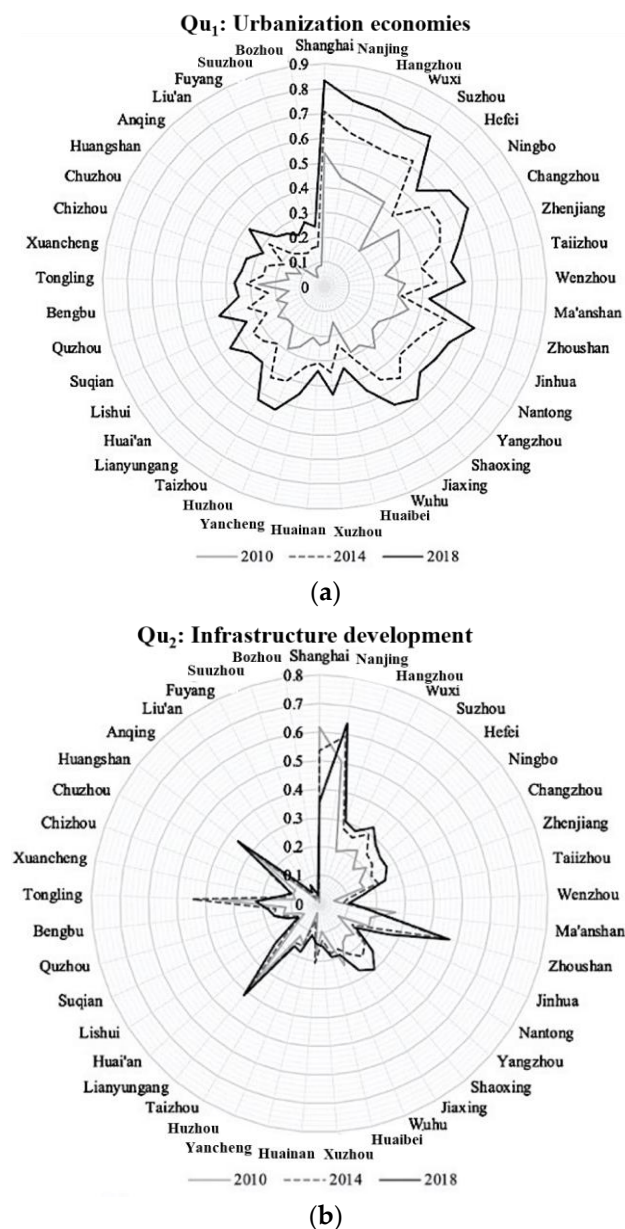 Qu1: Urbanization economies
Shanghai
Nanjing
Hangzhou
Wuxi
Suzhou
Hefei
Ningbo
Changzhou
Zhenjiang
Taiizhou
Wenzhou
Ma'anshan
Zhoushan
Jinhua
Nantong
Yangzhou
Shaoxing
Jiaxing
Wuhu
Huaibei
Xuzhou
Huainan
Yancheng
Huzhou
Taizhou
Lianyungang
Huai'an
Lishui
Suqian
Quzhou
Bengbu
Tongling
Xuancheng
Chizhou
Chuzhou
Huangshan
Anqing
Liu'an
Fuyang
Suuzhou
Bozhou
0.9
0.8
0.7
0.6
0.5
0.4
0.3
0.2
0.1
0
2010 2014 2018
(a)
Qu2: Infrastructure development
Shanghai
Nanjing
Hangzhou
Wuxi
Suzhou
Hefei
Ningbo
Changzhou
Zhenjiang
Taiizhou
Wenzhou
Ma'anshan
Zhoushan
Jinhua
Nantong
Yangzhou
Shaoxing
Jiaxing
Wuhu
Huaibei
Xuzhou
Huainan
Yancheng
Huzhou
Taizhou
Lianyungang
Huai'an
Lishui
Suqian
Quzhou
Bengbu
Tongling
Xuancheng
Chizhou
Chuzhou
Huangshan
Anqing
Liu'an
Fuyang
Suuzhou
Bozhou
0.8
0.7
0.6
0.5
0.4
0.3
0.2
0.1
0
2010 2014 2018
(b)